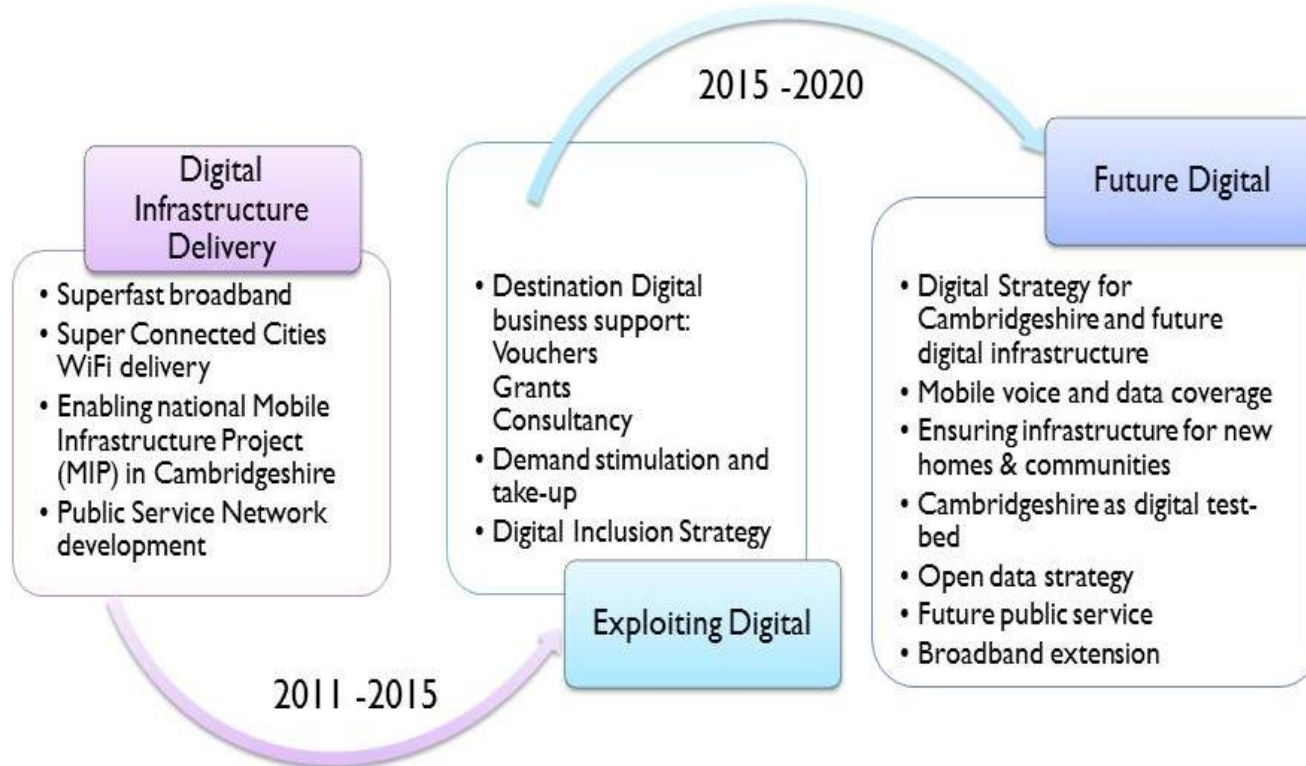 2015 -2020
Digital
Infrastructure
Delivery
• Superfast broadband
• Super Connected Cities
WiFi delivery
• Enabling national Mobile
Infrastructure Project
(MIP) in Cambridgeshire
• Public Service Network
development
2011 -2015
• Destination Digital
business support:
Vouchers
Grants
Consultancy
• Demand stimulation and
take-up
• Digital Inclusion Strategy
Exploiting Digital
Future Digital
• Digital Strategy for
Cambridgeshire and future
digital infrastructure
• Mobile voice and data coverage
• Ensuring infrastructure for new
homes & communities
• Cambridgeshire as digital test-
bed
• Open data strategy
• Future public service
• Broadband extension